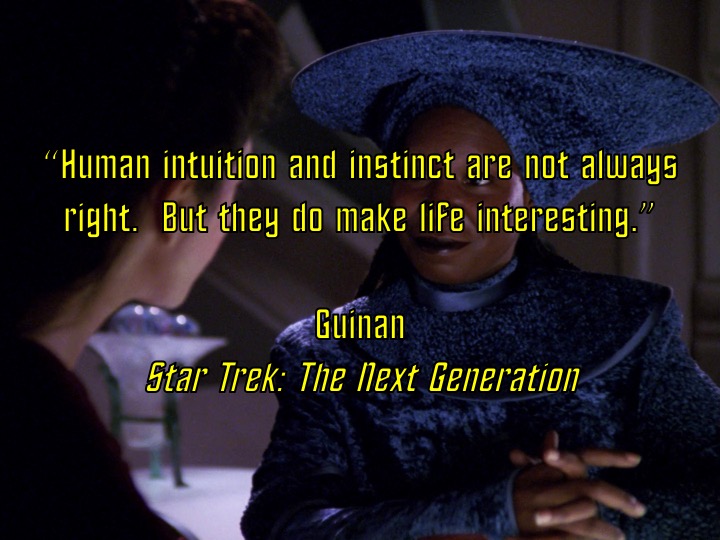 “Human intuition and instinct are not always
right.  But they do make life interesting.”
Guinan
Star Trek: The Next Generation